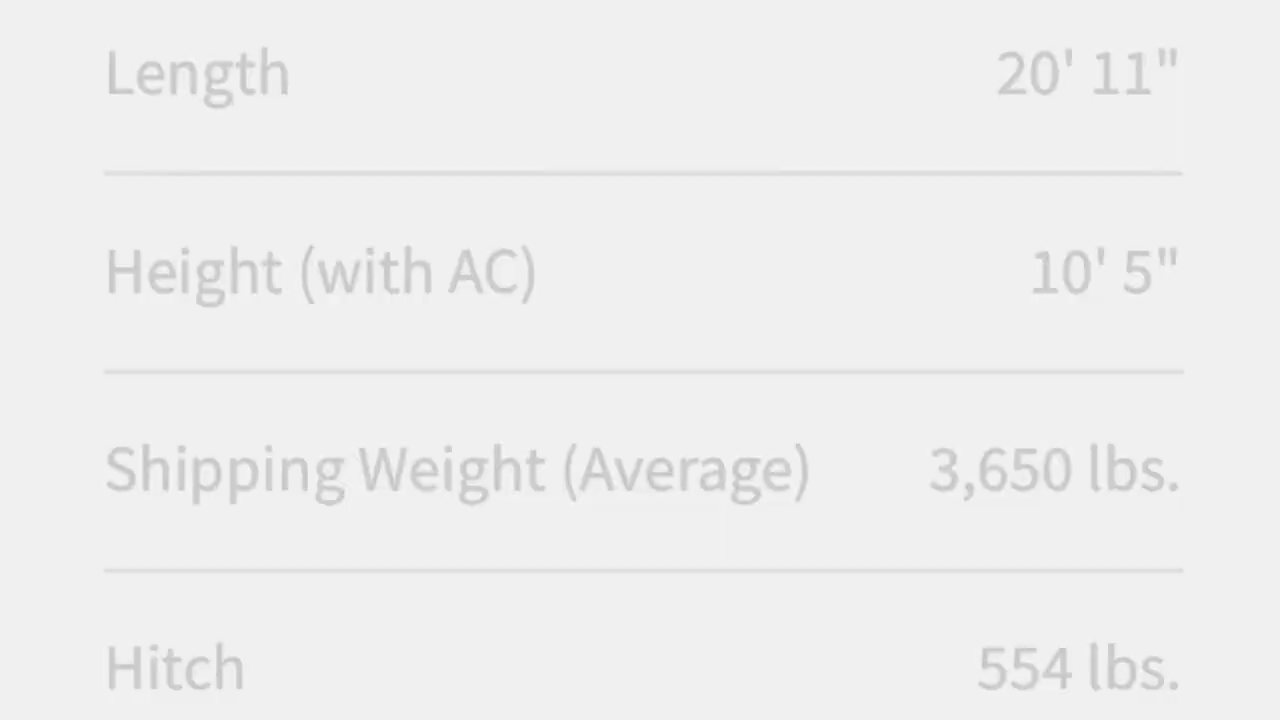 Length 20' 11"
Height (with AC) 10' 5"
Shipping Weight (Average) 3,650 lbs.
Hitch 554 lbs.